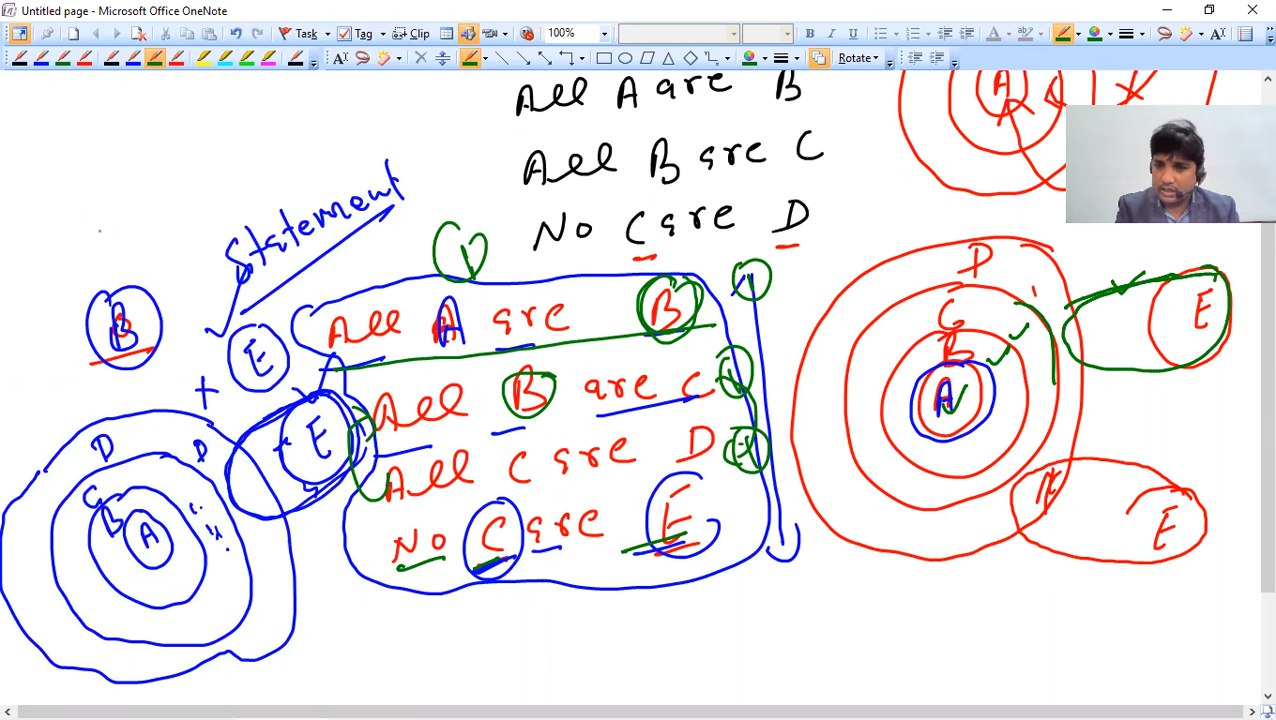 Untitled page - Microsoft Office OneNote
Task
Tag
Clip
100%
B I U
Rotate
All A are B
All B are C
No C are D
Statement
1
All A are B
All B are C
All C are D
No C are E
B
E
+
E
D
D
C
B
A
D
C
B
A
E
E
A